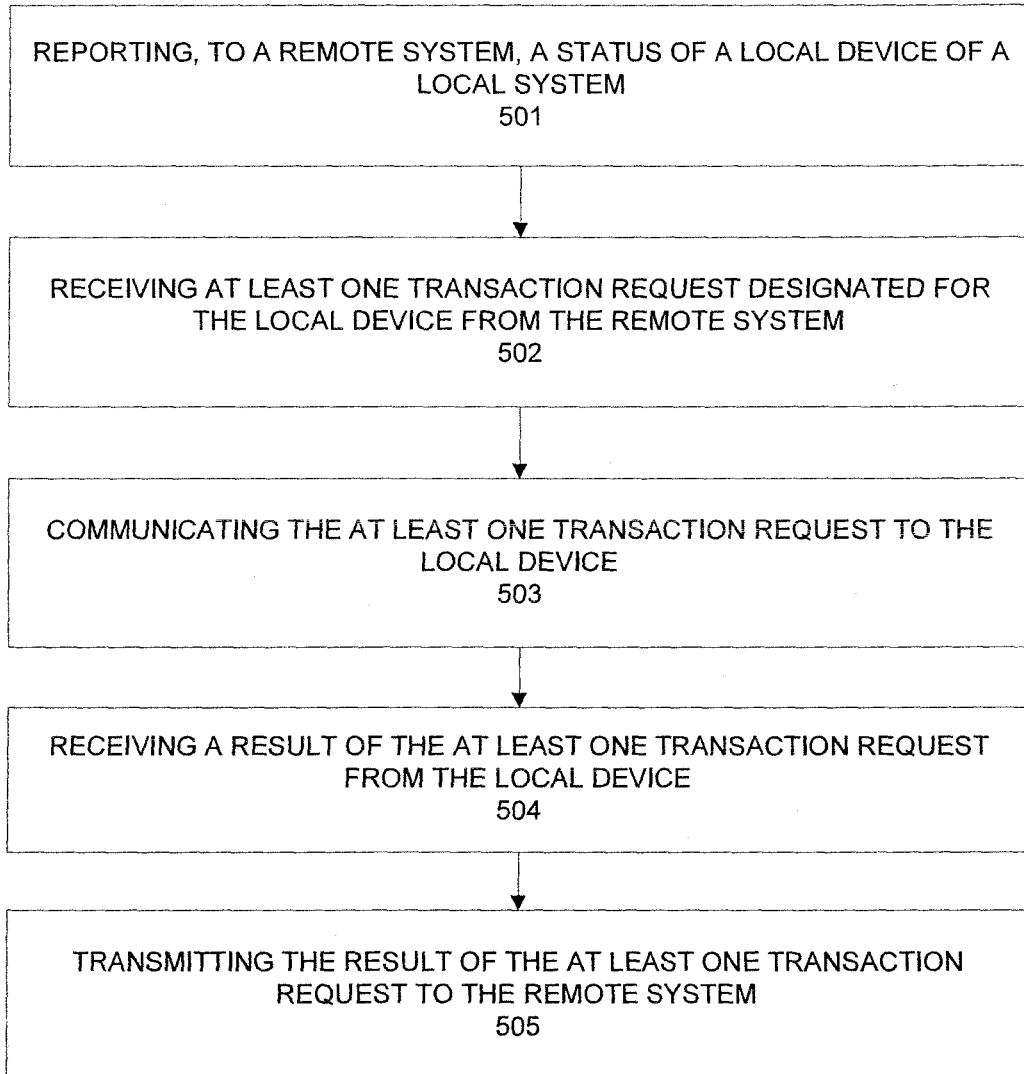 REPORTING, TO A REMOTE SYSTEM, A STATUS OF A LOCAL DEVICE OF A
LOCAL SYSTEM
501
RECEIVING AT LEAST ONE TRANSACTION REQUEST DESIGNATED FOR
THE LOCAL DEVICE FROM THE REMOTE SYSTEM
502
COMMUNICATING THE AT LEAST ONE TRANSACTION REQUEST TO THE
LOCAL DEVICE
503
RECEIVING A RESULT OF THE AT LEAST ONE TRANSACTION REQUEST
FROM THE LOCAL DEVICE
504
TRANSMITTING THE RESULT OF THE AT LEAST ONE TRANSACTION
REQUEST TO THE REMOTE SYSTEM
505